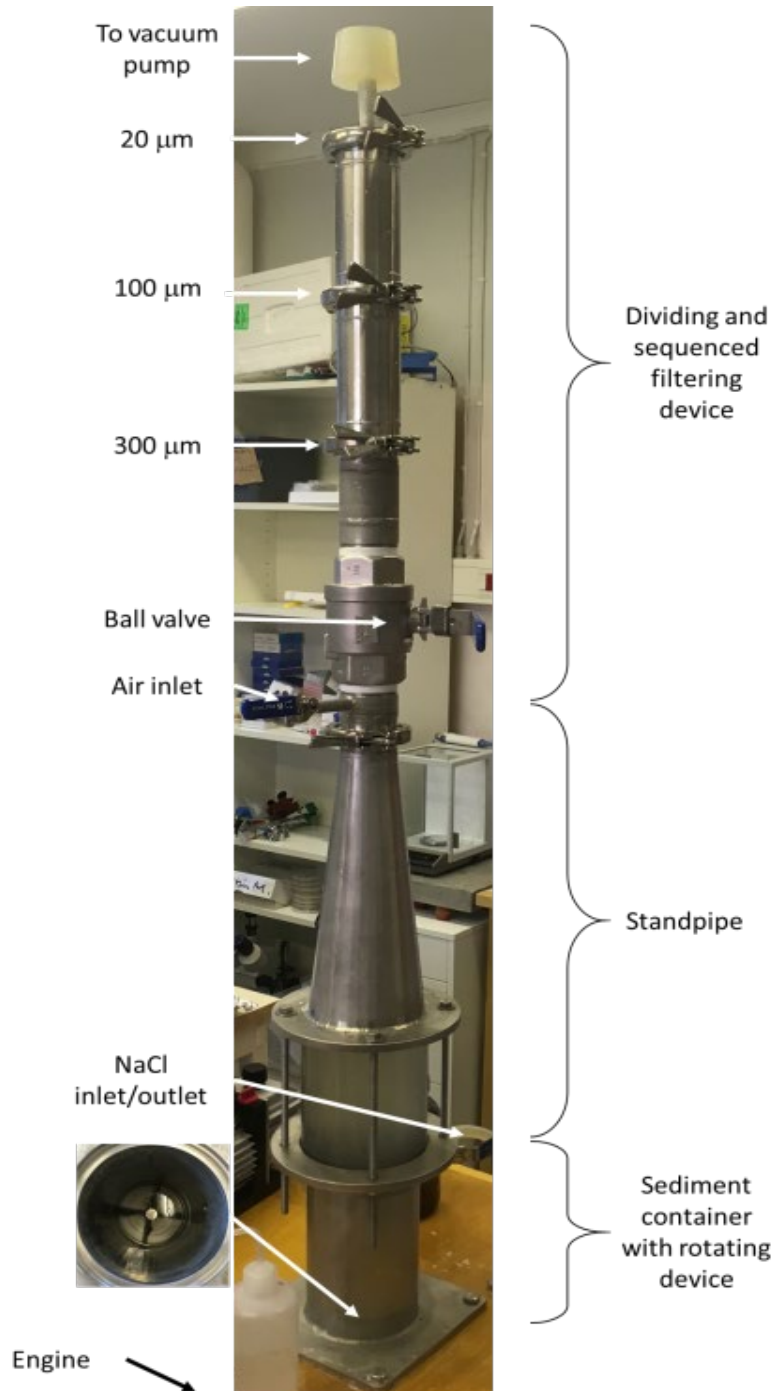 To vacuum
pump
20 μm
100 μm
300 μm
Dividing and
sequenced
filtering
device
Ball valve
Air inlet
Standpipe
NaCl
inlet/outlet
Sediment
container
with rotating
device
Engine